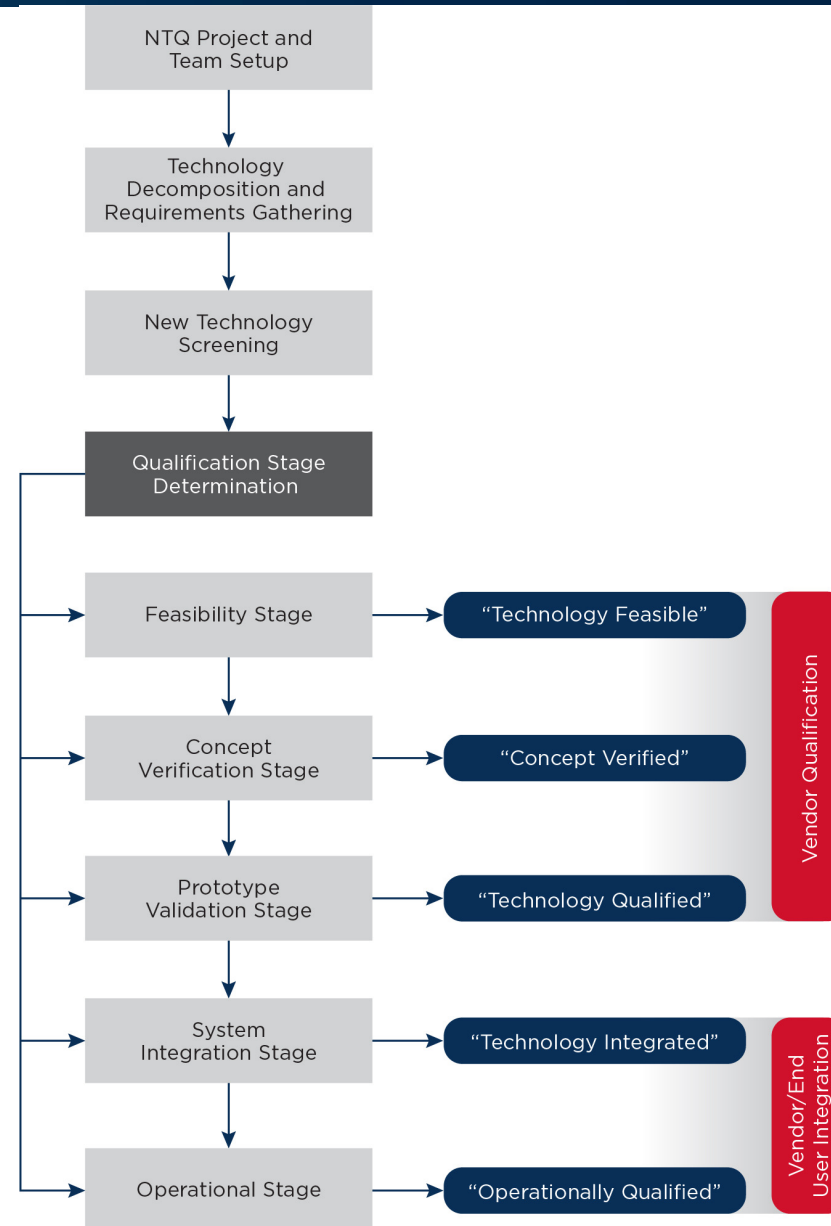 NTQ Project and
Team Setup
Technology
Decomposition and
Requirements Gathering
New Technology
Screening
Qualification Stage
Determination
Feasibility Stage
“Technology Feasible”
Concept
Verification Stage
“Concept Verified”
Prototype
Validation Stage
“Technology Qualified”
Vendor Qualification
System
Integration Stage
“Technology Integrated”
Operational Stage
“Operationally Qualified”
Vendor/End
User Integration